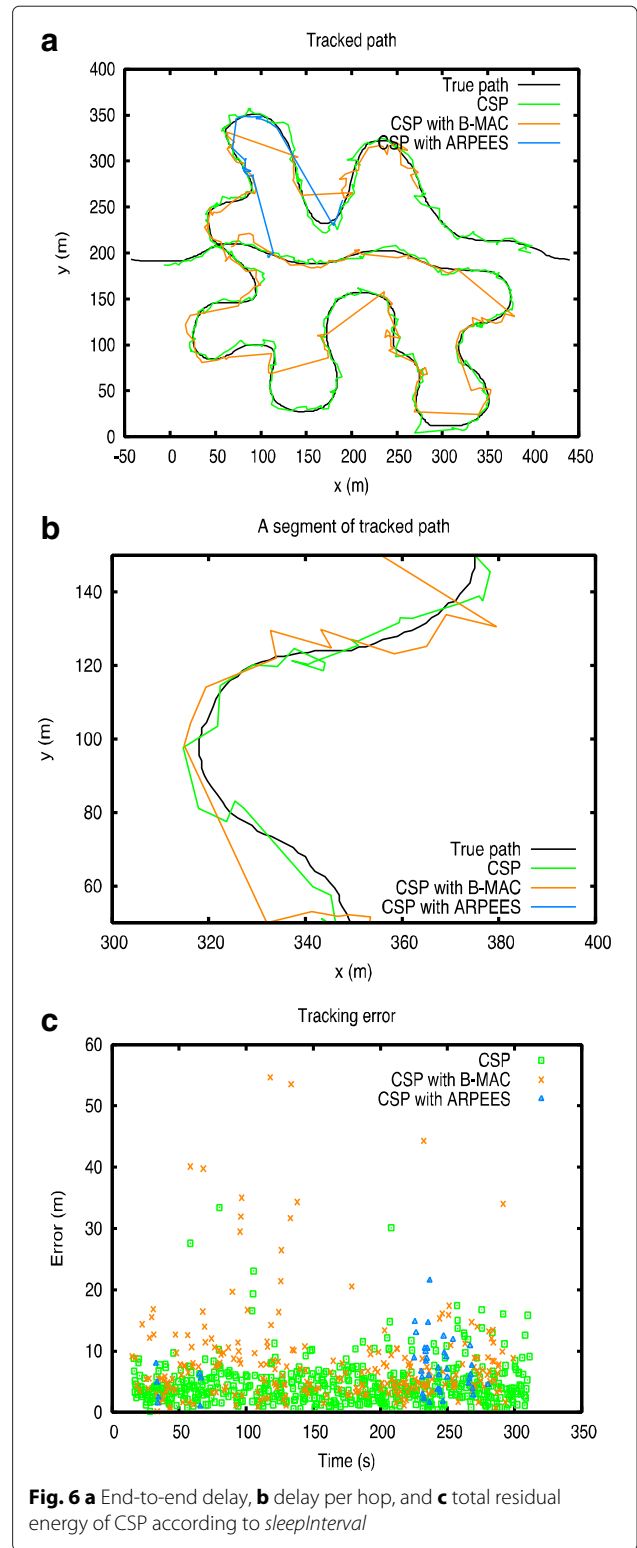 a
Tracked path
400
350
300
250
200
150
100
50
0
y (m)
True path
CSP
CSP with B-MAC
CSP with ARPEES
-50 0 50 100 150 200 250 300 350 400 450
x (m)
b
A segment of tracked path
140
120
100
80
60
y (m)
True path
CSP
CSP with B-MAC
CSP with ARPEES
300 320 340 360 380 400
x (m)
c
Tracking error
60
50
40
30
20
10
0
Error (m)
CSP
CSP with B-MAC
CSP with ARPEES
0 50 100 150 200 250 300 350
Time (s)
Fig. 6 a End-to-end delay, b delay per hop, and c total residual
energy of CSP according to sleepInterval